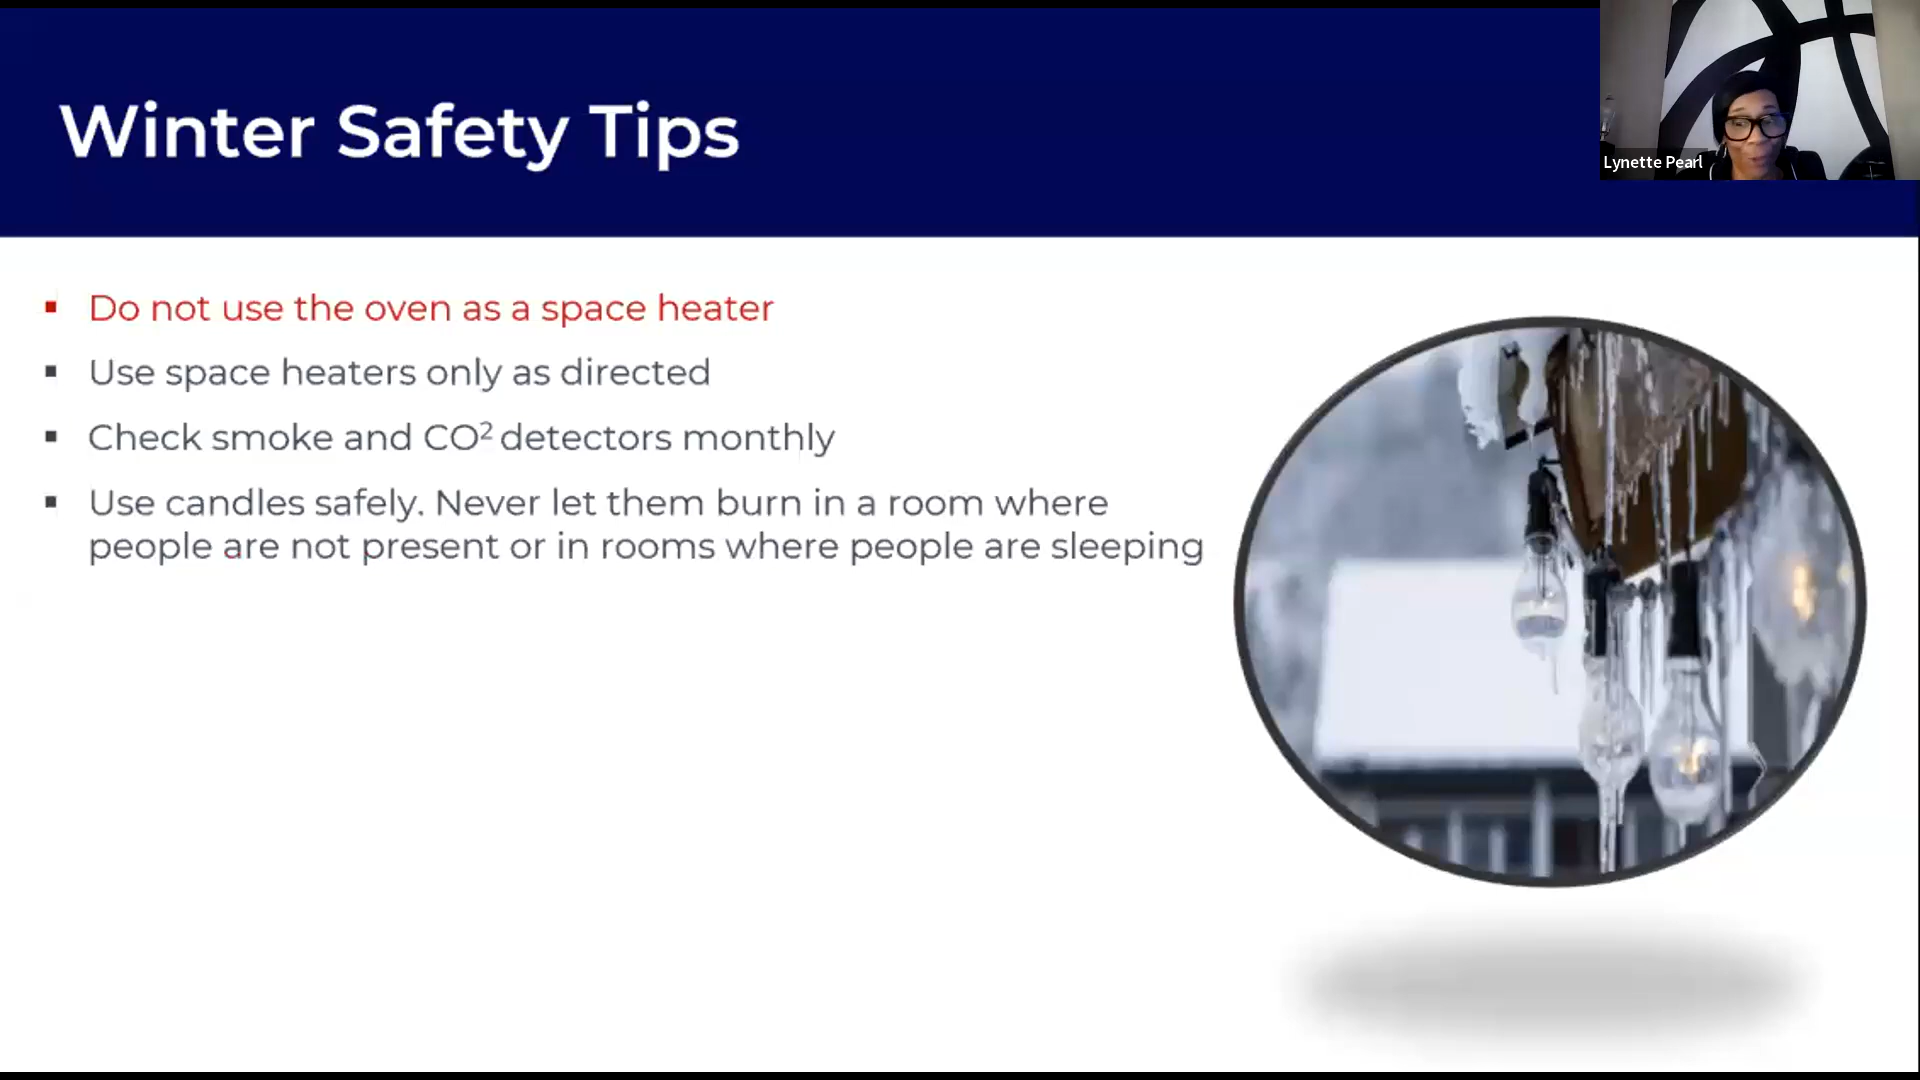 Winter Safety Tips
Lynette Pearl
▪ Do not use the oven as a space heater
▪ Use space heaters only as directed
▪ Check smoke and CO² detectors monthly
▪ Use candles safely. Never let them burn in a room where
people are not present or in rooms where people are sleeping